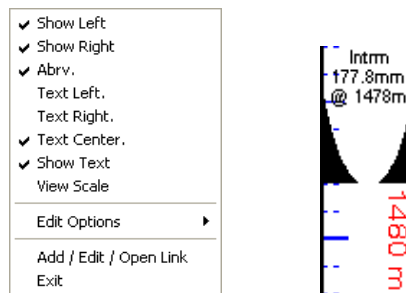 Show Left
Show Right
Abrv.
Text Left.
Text Right.
Text Center.
Show Text
View Scale
Edit Options
Add / Edit / Open Link
Exit
Intrm
177.8mm
@ 1478m
1480 m